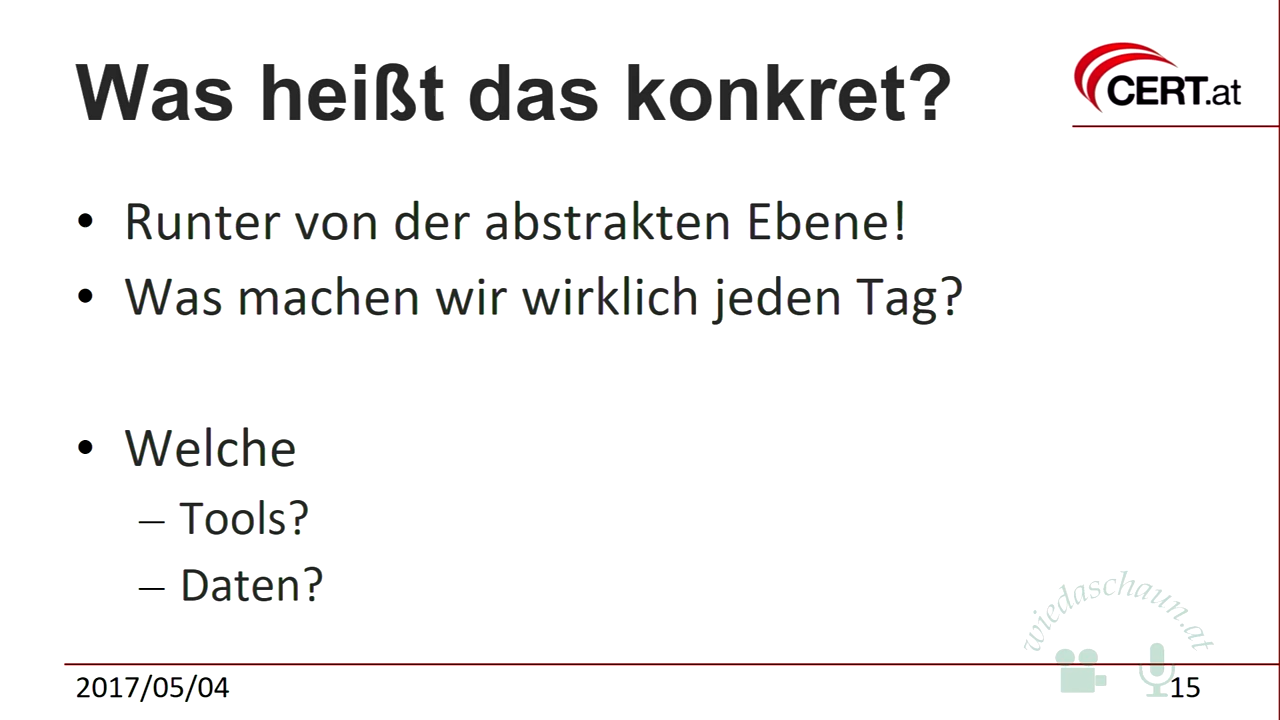 Was heißt das konkret?
CERT.at
• Runter von der abstrakten Ebene!
• Was machen wir wirklich jeden Tag?
• Welche
– Tools?
– Daten?
wiedaschaun.at
2017/05/04
15